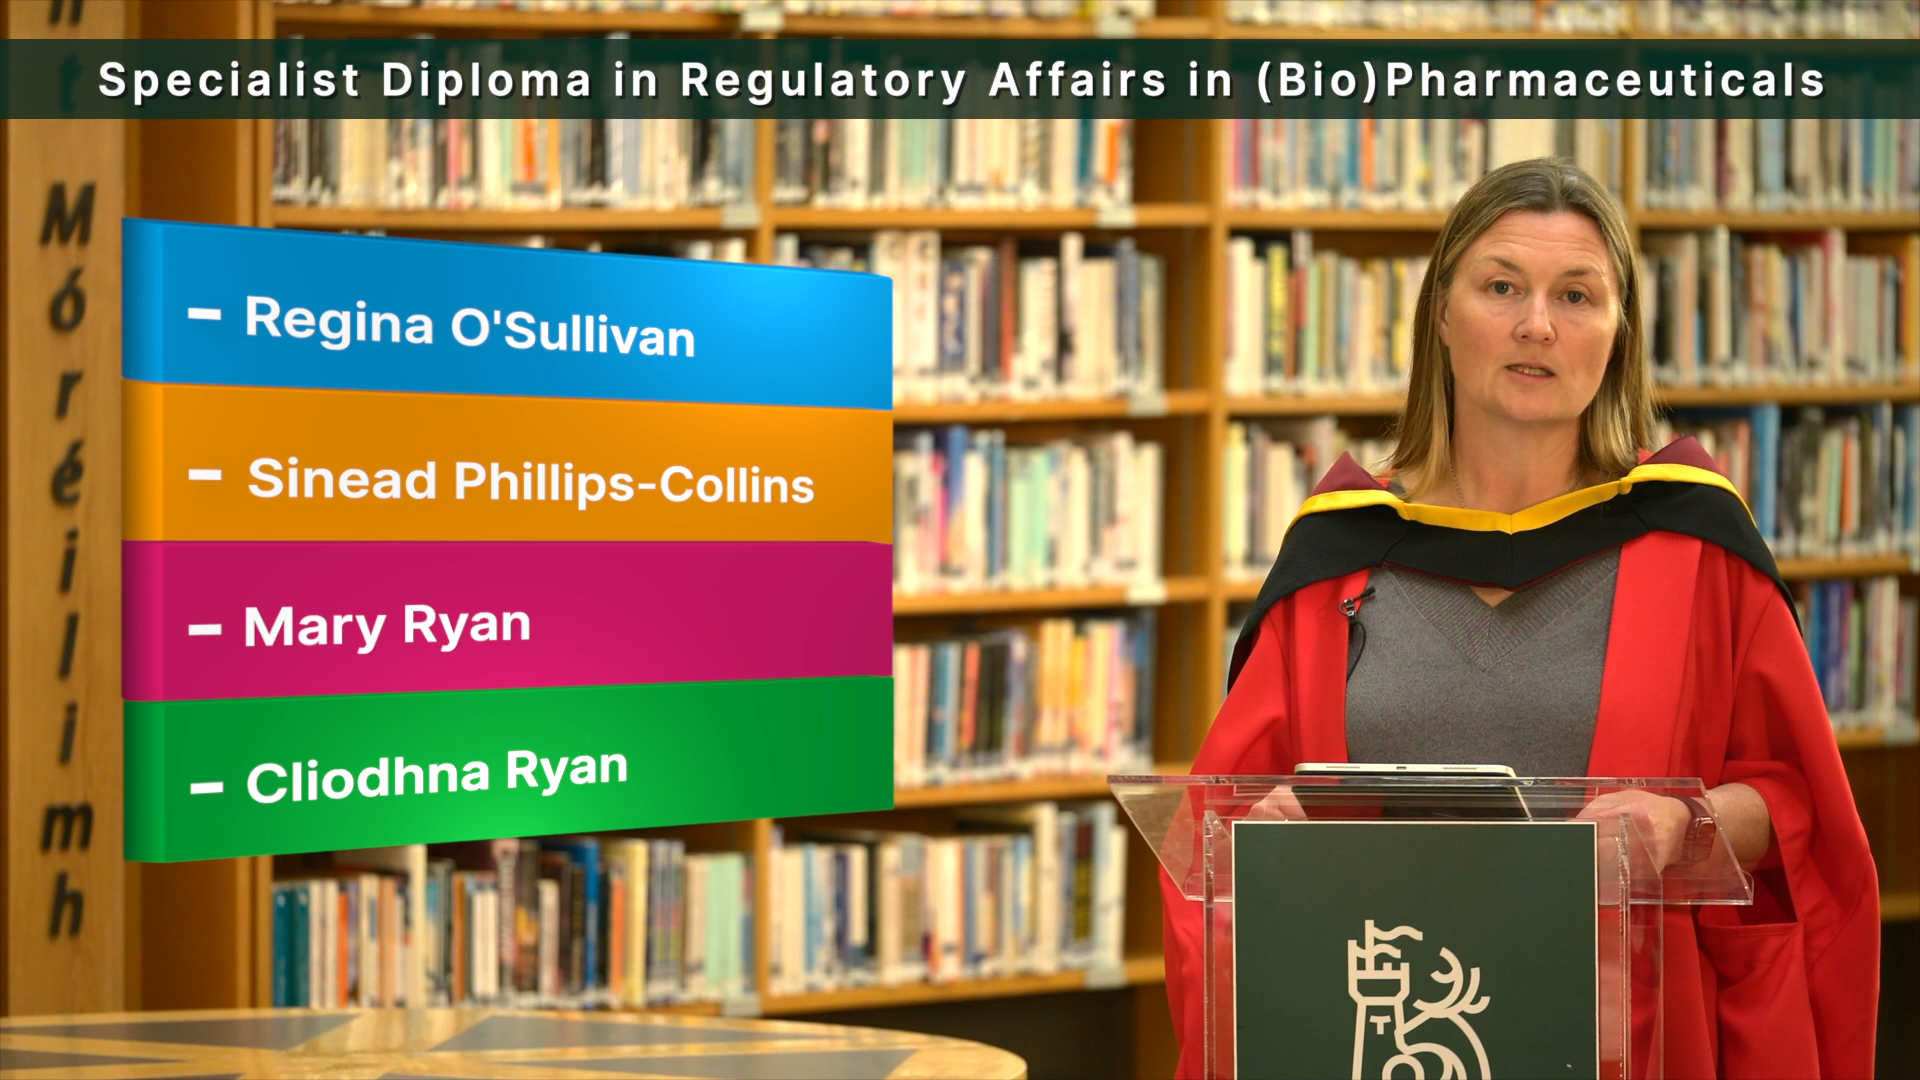 Specialist Diploma in Regulatory Affairs in (Bio)Pharmaceuticals
– Regina O'Sullivan
– Sinead Phillips-Collins
– Mary Ryan
– Cliodhna Ryan
Móréilimh